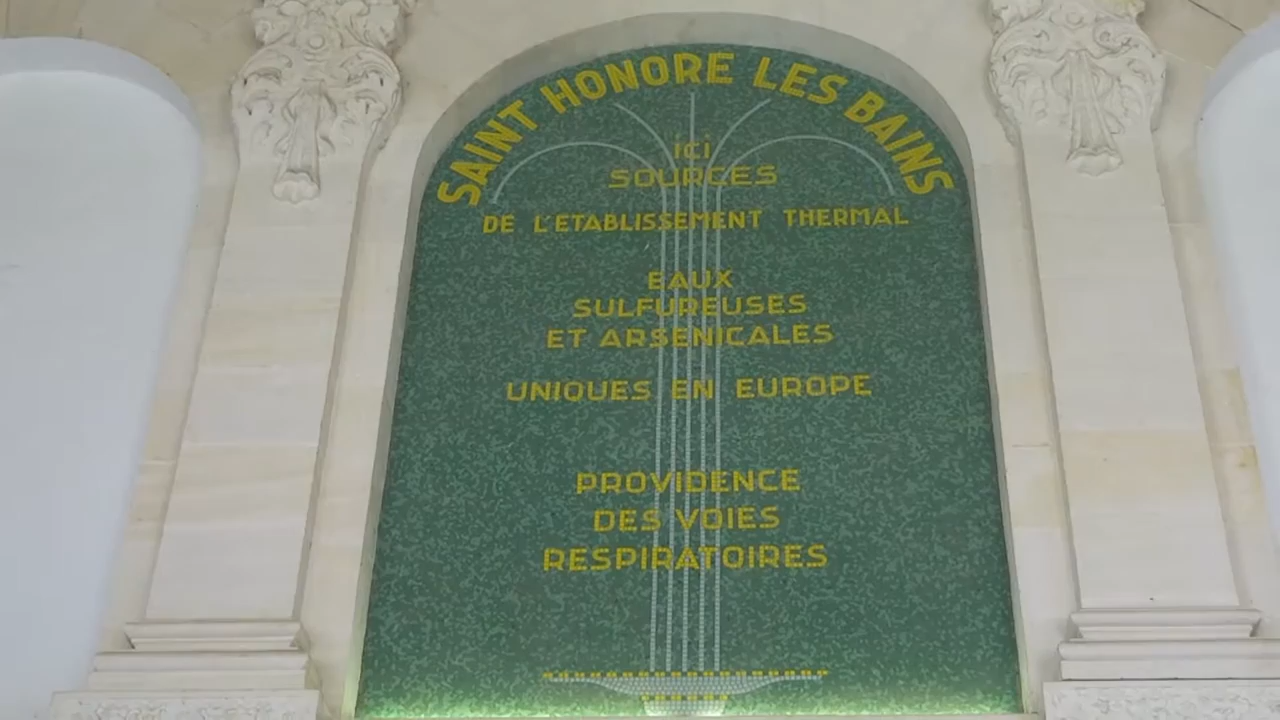 SAINT HONORE LES BAINS
ICI
SOURCES
DE L'ETABLISSEMENT THERMAL
EAUX
SULFUREUSES
ET ARSENICALES
UNIQUES EN EUROPE
PROVIDENCE
DES VOIES
RESPIRATOIRES